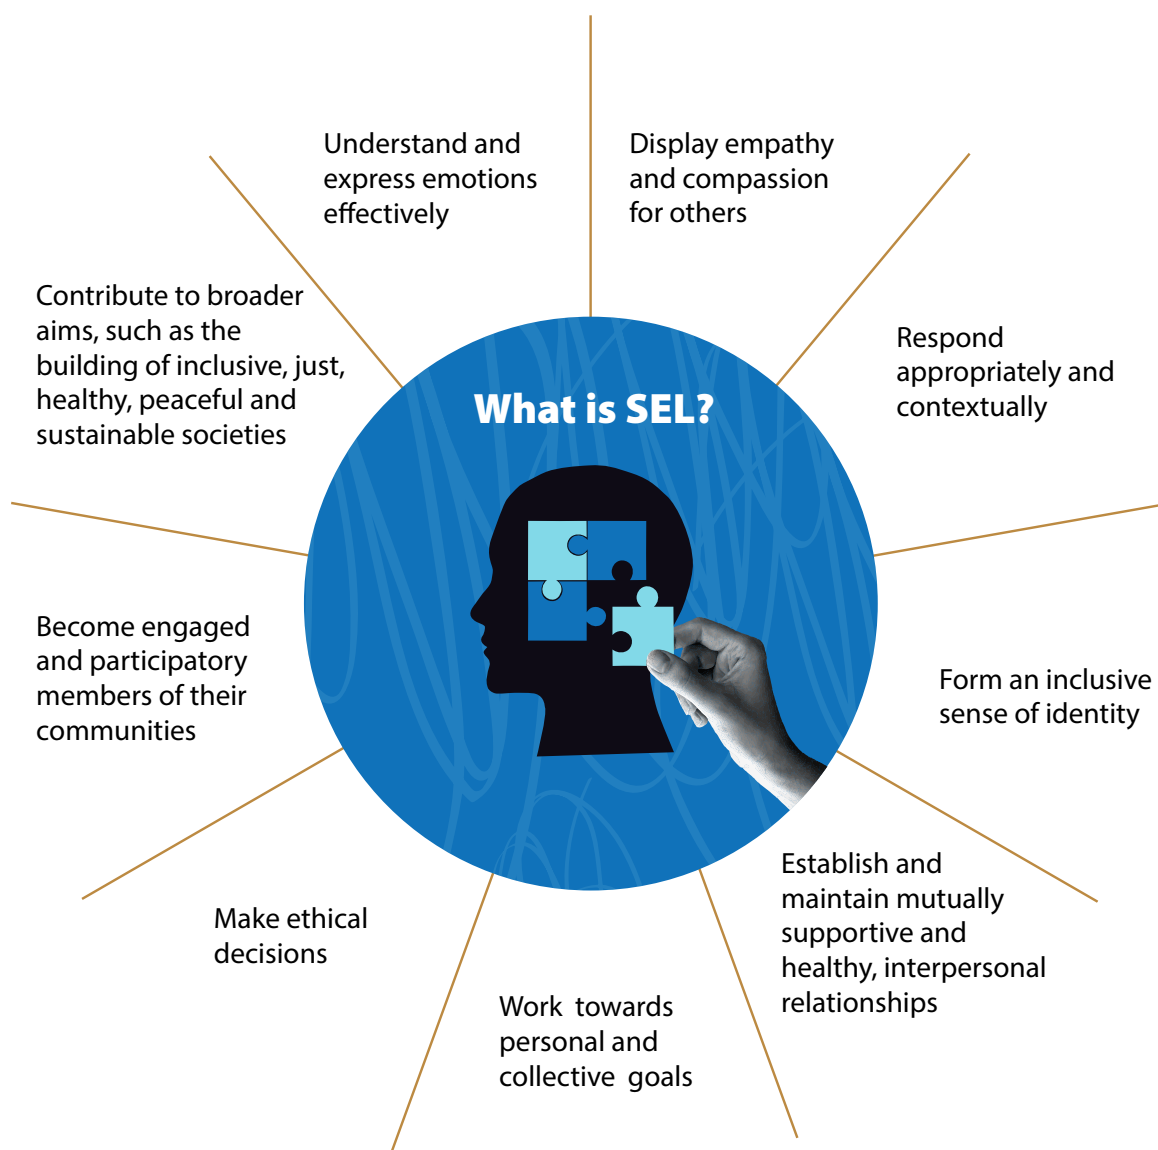 What is SEL?
Understand and
express emotions
effectively
Display empathy
and compassion
for others
Respond
appropriately and
contextually
Form an inclusive
sense of identity
Establish and
maintain mutually
supportive and
healthy, interpersonal
relationships
Work towards
personal and
collective goals
Make ethical
decisions
Become engaged
and participatory
members of their
communities
Contribute to broader
aims, such as the
building of inclusive, just,
healthy, peaceful and
sustainable societies